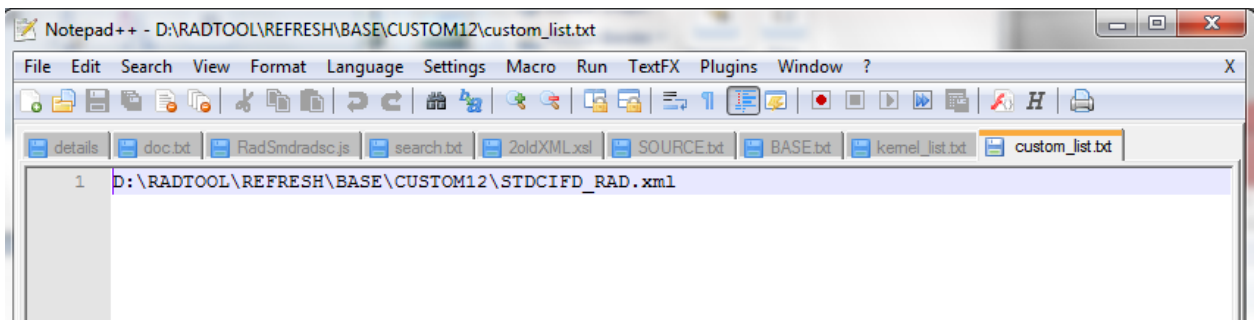 Notepad++ - D:\RADTOOL\REFRESH\BASE\CUSTOM12\custom_list.txt
File Edit Search View Format Language Settings Macro Run TextFX Plugins Window ? X
details doc.txt RadSmdradsc.js search.txt 2oldXML.xsl SOURCE.txt BASE.txt kernel_list.txt custom_list.txt
1 D:\RADTOOL\REFRESH\BASE\CUSTOM12\STDCIFD_RAD.xml